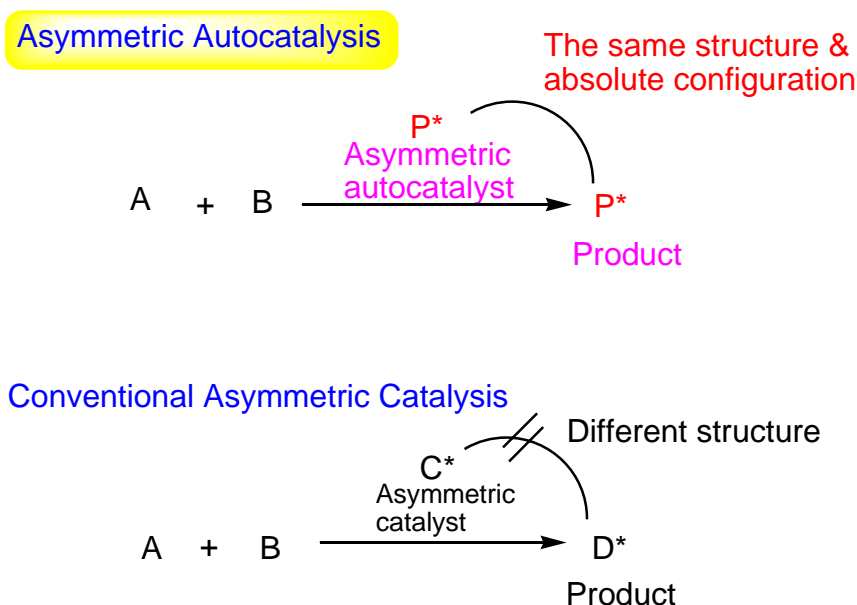 Asymmetric Autocatalysis
The same structure &
absolute configuration
P*
Asymmetric
autocatalyst
A + B
P*
Product
Conventional Asymmetric Catalysis
Different structure
C*
Asymmetric
catalyst
A + B
D*
Product